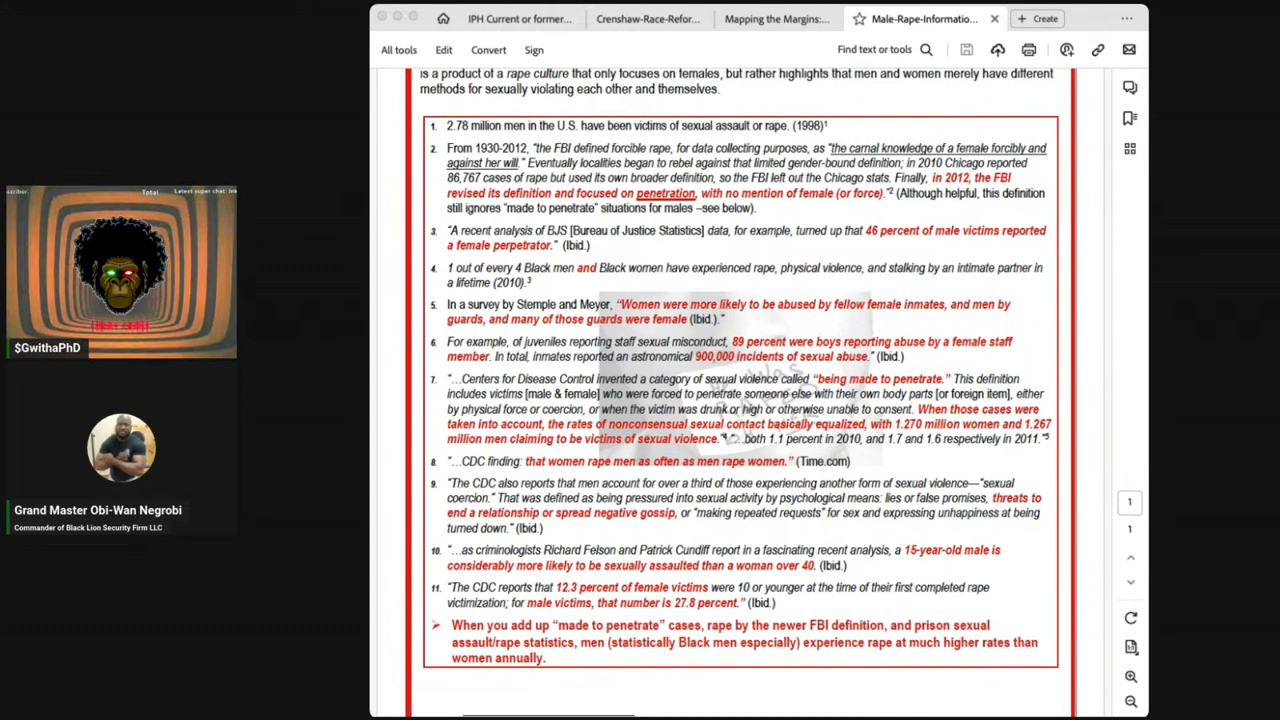 IPH Current or former...
Crenshaw-Race-Refor...
Mapping the Margins:...
Male-Rape-Informatio...
Create
All tools
Edit
Convert
Sign
Find text or tools
is a product of a rape culture that only focuses on females, but rather highlights that men and women merely have different
methods for sexually violating each other and themselves.
1. 2.78 million men in the U.S. have been victims of sexual assault or rape. (1998)1
2. From 1930-2012, “the FBI defined forcible rape, for data collecting purposes, as “the carnal knowledge of a female forcibly and
against her will.” Eventually localities began to rebel against that limited gender-bound definition; in 2010 Chicago reported
86,767 cases of rape but used its own broader definition, so the FBI left out the Chicago stats. Finally, in 2012, the FBI
revised its definition and focused on penetration, with no mention of female (or force).”2 (Although helpful, this definition
still ignores “made to penetrate” situations for males –see below).
3. “A recent analysis of BJS [Bureau of Justice Statistics] data, for example, turned up that 46 percent of male victims reported
a female perpetrator.” (Ibid.)
4. 1 out of every 4 Black men and Black women have experienced rape, physical violence, and stalking by an intimate partner in
a lifetime (2010).3
5. In a survey by Stemple and Meyer, “Women were more likely to be abused by fellow female inmates, and men by
guards, and many of those guards were female (Ibid.).”
6. For example, of juveniles reporting staff sexual misconduct, 89 percent were boys reporting abuse by a female staff
member. In total, inmates reported an astronomical 900,000 incidents of sexual abuse.” (Ibid.)
7. “…Centers for Disease Control invented a category of sexual violence called “being made to penetrate.” This definition
includes victims [male & female] who were forced to penetrate someone else with their own body parts [or foreign item], either
by physical force or coercion, or when the victim was drunk or high or otherwise unable to consent. When those cases were
taken into account, the rates of nonconsensual sexual contact basically equalized, with 1.270 million women and 1.267
million men claiming to be victims of sexual violence.”4 “…both 1.1 percent in 2010, and 1.7 and 1.6 respectively in 2011.”5
8. “…CDC finding: that women rape men as often as men rape women.” (Time.com)
9. “The CDC also reports that men account for over a third of those experiencing another form of sexual violence—“sexual
coercion.” That was defined as being pressured into sexual activity by psychological means: lies or false promises, threats to
end a relationship or spread negative gossip, or “making repeated requests” for sex and expressing unhappiness at being
turned down.” (Ibid.)
10. “…as criminologists Richard Felson and Patrick Cundiff report in a fascinating recent analysis, a 15-year-old male is
considerably more likely to be sexually assaulted than a woman over 40. (Ibid.)
11. “The CDC reports that 12.3 percent of female victims were 10 or younger at the time of their first completed rape
victimization; for male victims, that number is 27.8 percent.” (Ibid.)
➢ When you add up “made to penetrate” cases, rape by the newer FBI definition, and prison sexual
assault/rape statistics, men (statistically Black men especially) experience rape at much higher rates than
women annually.
1
1
scriber.
Total
Latest super chat:
$GwithaPhD
Grand Master Obi-Wan Negrobi
Commander of Black Lion Security Firm LLC